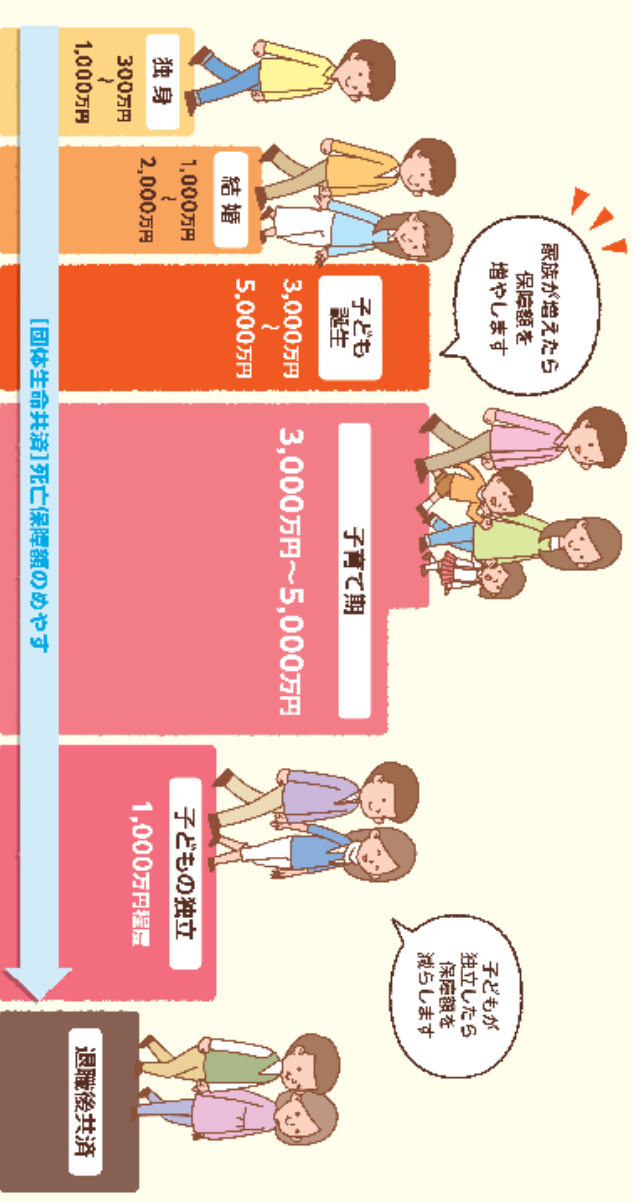 家族が増えたら
保障額を
増やします
子どもが
独立したら
保障額を
減らします
独身
300万円
〜
1,000万円
結婚
1,000万円
〜
2,000万円
子ども
誕生
3,000万円
〜
5,000万円
子育て期
3,000万円〜5,000万円
子どもの独立
1,000万円程度
退職後共済
[団体生命共済]死亡保障額のめやす